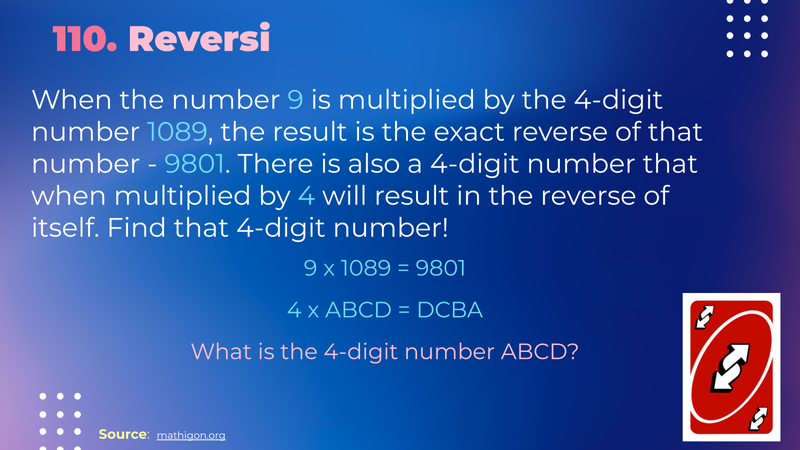 110. Reversi
When the number 9 is multiplied by the 4-digit
number 1089, the result is the exact reverse of that
number - 9801. There is also a 4-digit number that
when multiplied by 4 will result in the reverse of
itself. Find that 4-digit number!
9 x 1089 = 9801
4 x ABCD = DCBA
What is the 4-digit number ABCD?
Source: mathigon.org